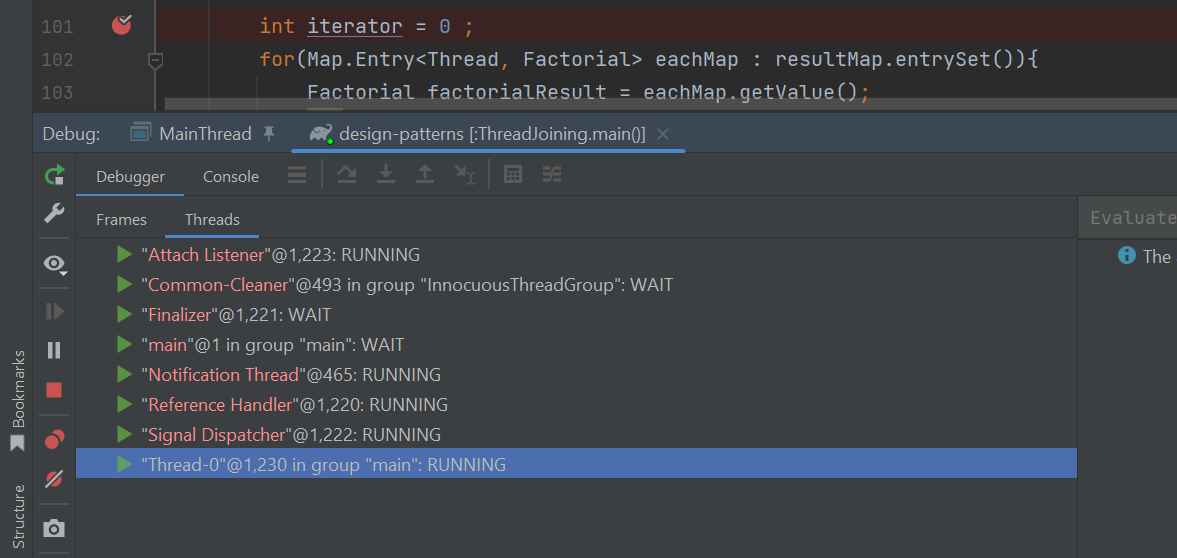 101 int iterator = 0 ;
102 for(Map.Entry<Thread, Factorial> eachMap : resultMap.entrySet()){
103 Factorial factorialResult = eachMap.getValue();
Debug: MainThread design-patterns [:ThreadJoining.main()]
Debugger Console
Frames Threads
Evaluate
"Attach Listener"@1,223: RUNNING
The
"Common-Cleaner"@493 in group "InnocuousThreadGroup": WAIT
"Finalizer"@1,221: WAIT
"main"@1 in group "main": WAIT
"Notification Thread"@465: RUNNING
"Reference Handler"@1,220: RUNNING
"Signal Dispatcher"@1,222: RUNNING
"Thread-0"@1,230 in group "main": RUNNING
Bookmarks
Structure